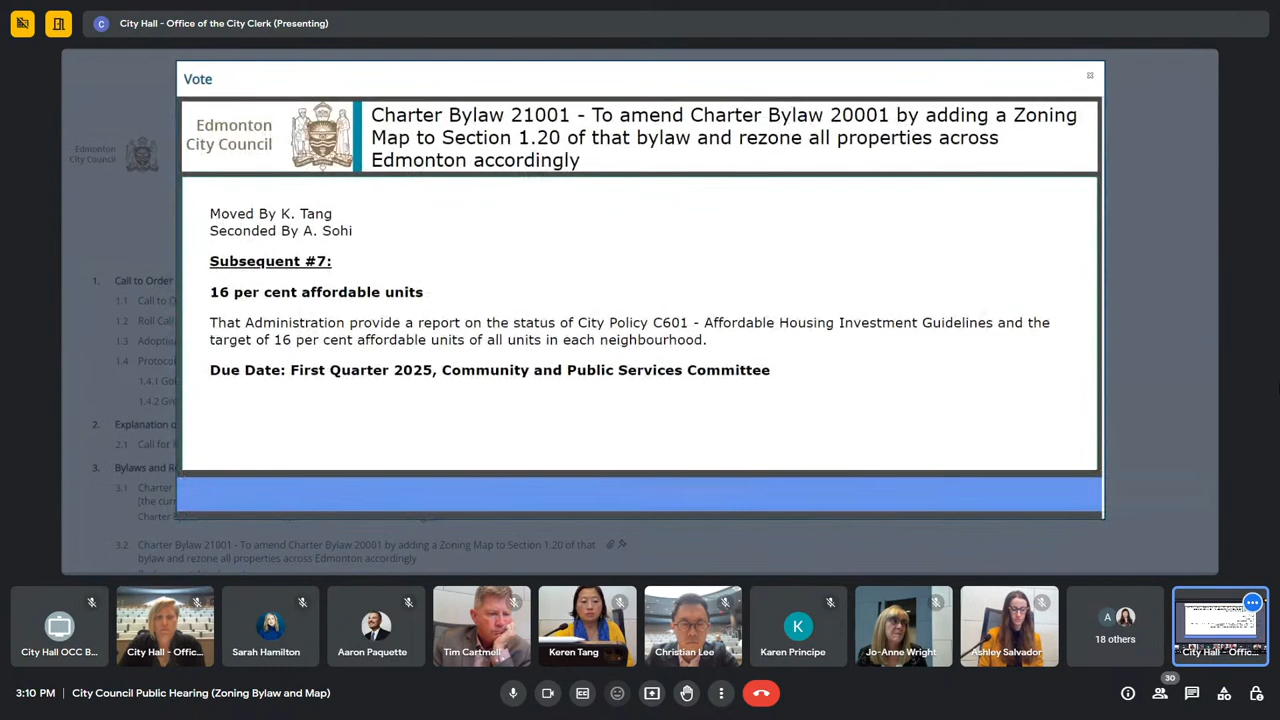 C
City Hall - Office of the City Clerk (Presenting)
Vote
Edmonton
City Council
Charter Bylaw 21001 - To amend Charter Bylaw 20001 by adding a Zoning
Map to Section 1.20 of that bylaw and rezone all properties across
Edmonton accordingly
Edmonton
City Council
Moved By K. Tang
Seconded By A. Sohi
Subsequent #7:
16 per cent affordable units
That Administration provide a report on the status of City Policy C601 - Affordable Housing Investment Guidelines and the
target of 16 per cent affordable units of all units in each neighbourhood.
Due Date: First Quarter 2025, Community and Public Services Committee
1. Call to Order
1.1 Call to
1.2 Roll Call
1.3
1.4
1.4.1
1.4.2
2. Explanation
2.1 Call for
3. Bylaws and
3.1 Charter
[the
Charter
3.2. Charter Bylaw 21001 - To amend Charter Bylaw 20001 by adding a Zoning Map to Section 1.20 of that
bylaw and rezone all properties across Edmonton accordingly
City Hall OCC B...
City Hall - Offic...
Sarah Hamilton
Aaron Paquette
Tim Cartmell
Keren Tang
Christian Lee
K
Karen Principe
Jo-Anne Wright
Ashley Salvador
A
18 others
City Hall - Offic...
3:10 PM | City Council Public Hearing (Zoning Bylaw and Map)
30